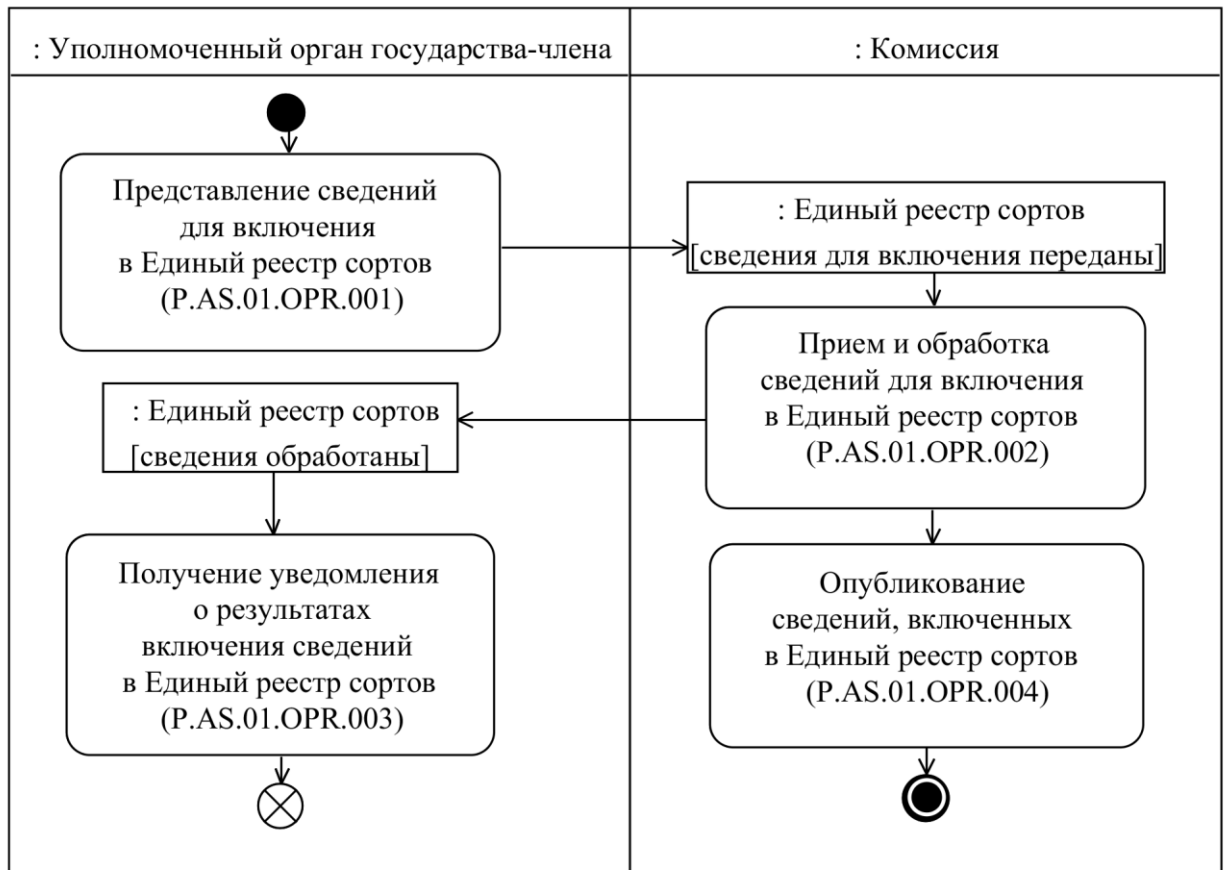 : Уполномоченный орган государства-члена
: Комиссия
Представление сведений
для включения
в Единый реестр сортов
(P.AS.01.OPR.001)
: Единый реестр сортов
[сведения для включения переданы]
Прием и обработка
сведений для включения
в Единый реестр сортов
(P.AS.01.OPR.002)
: Единый реестр сортов
[сведения обработаны]
Получение уведомления
о результатах
включения сведений
в Единый реестр сортов
(P.AS.01.OPR.003)
Опубликование
сведений, включенных
в Единый реестр сортов
(P.AS.01.OPR.004)